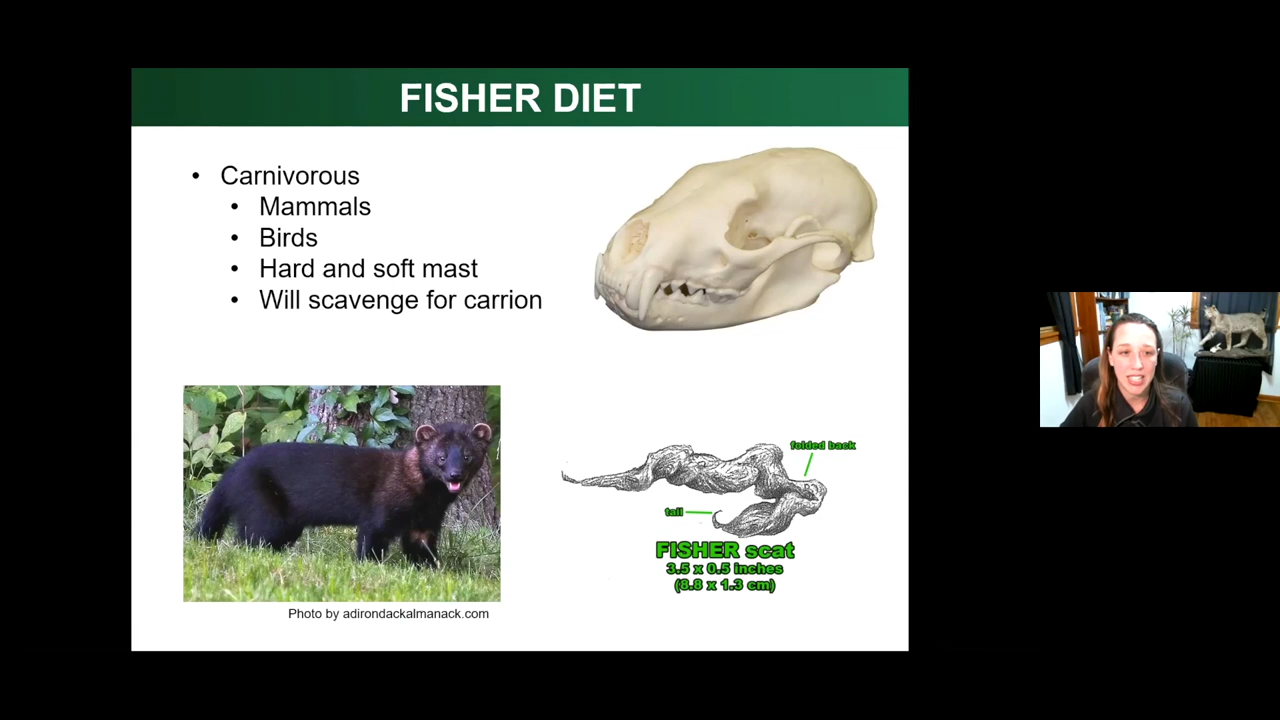 FISHER DIET
• Carnivorous
• Mammals
• Birds
• Hard and soft mast
• Will scavenge for carrion
folded back
tail
FISHER scat
3.5 x 0.5 inches
(8.8 x 1.3 cm)
Photo by adirondackalmanack.com